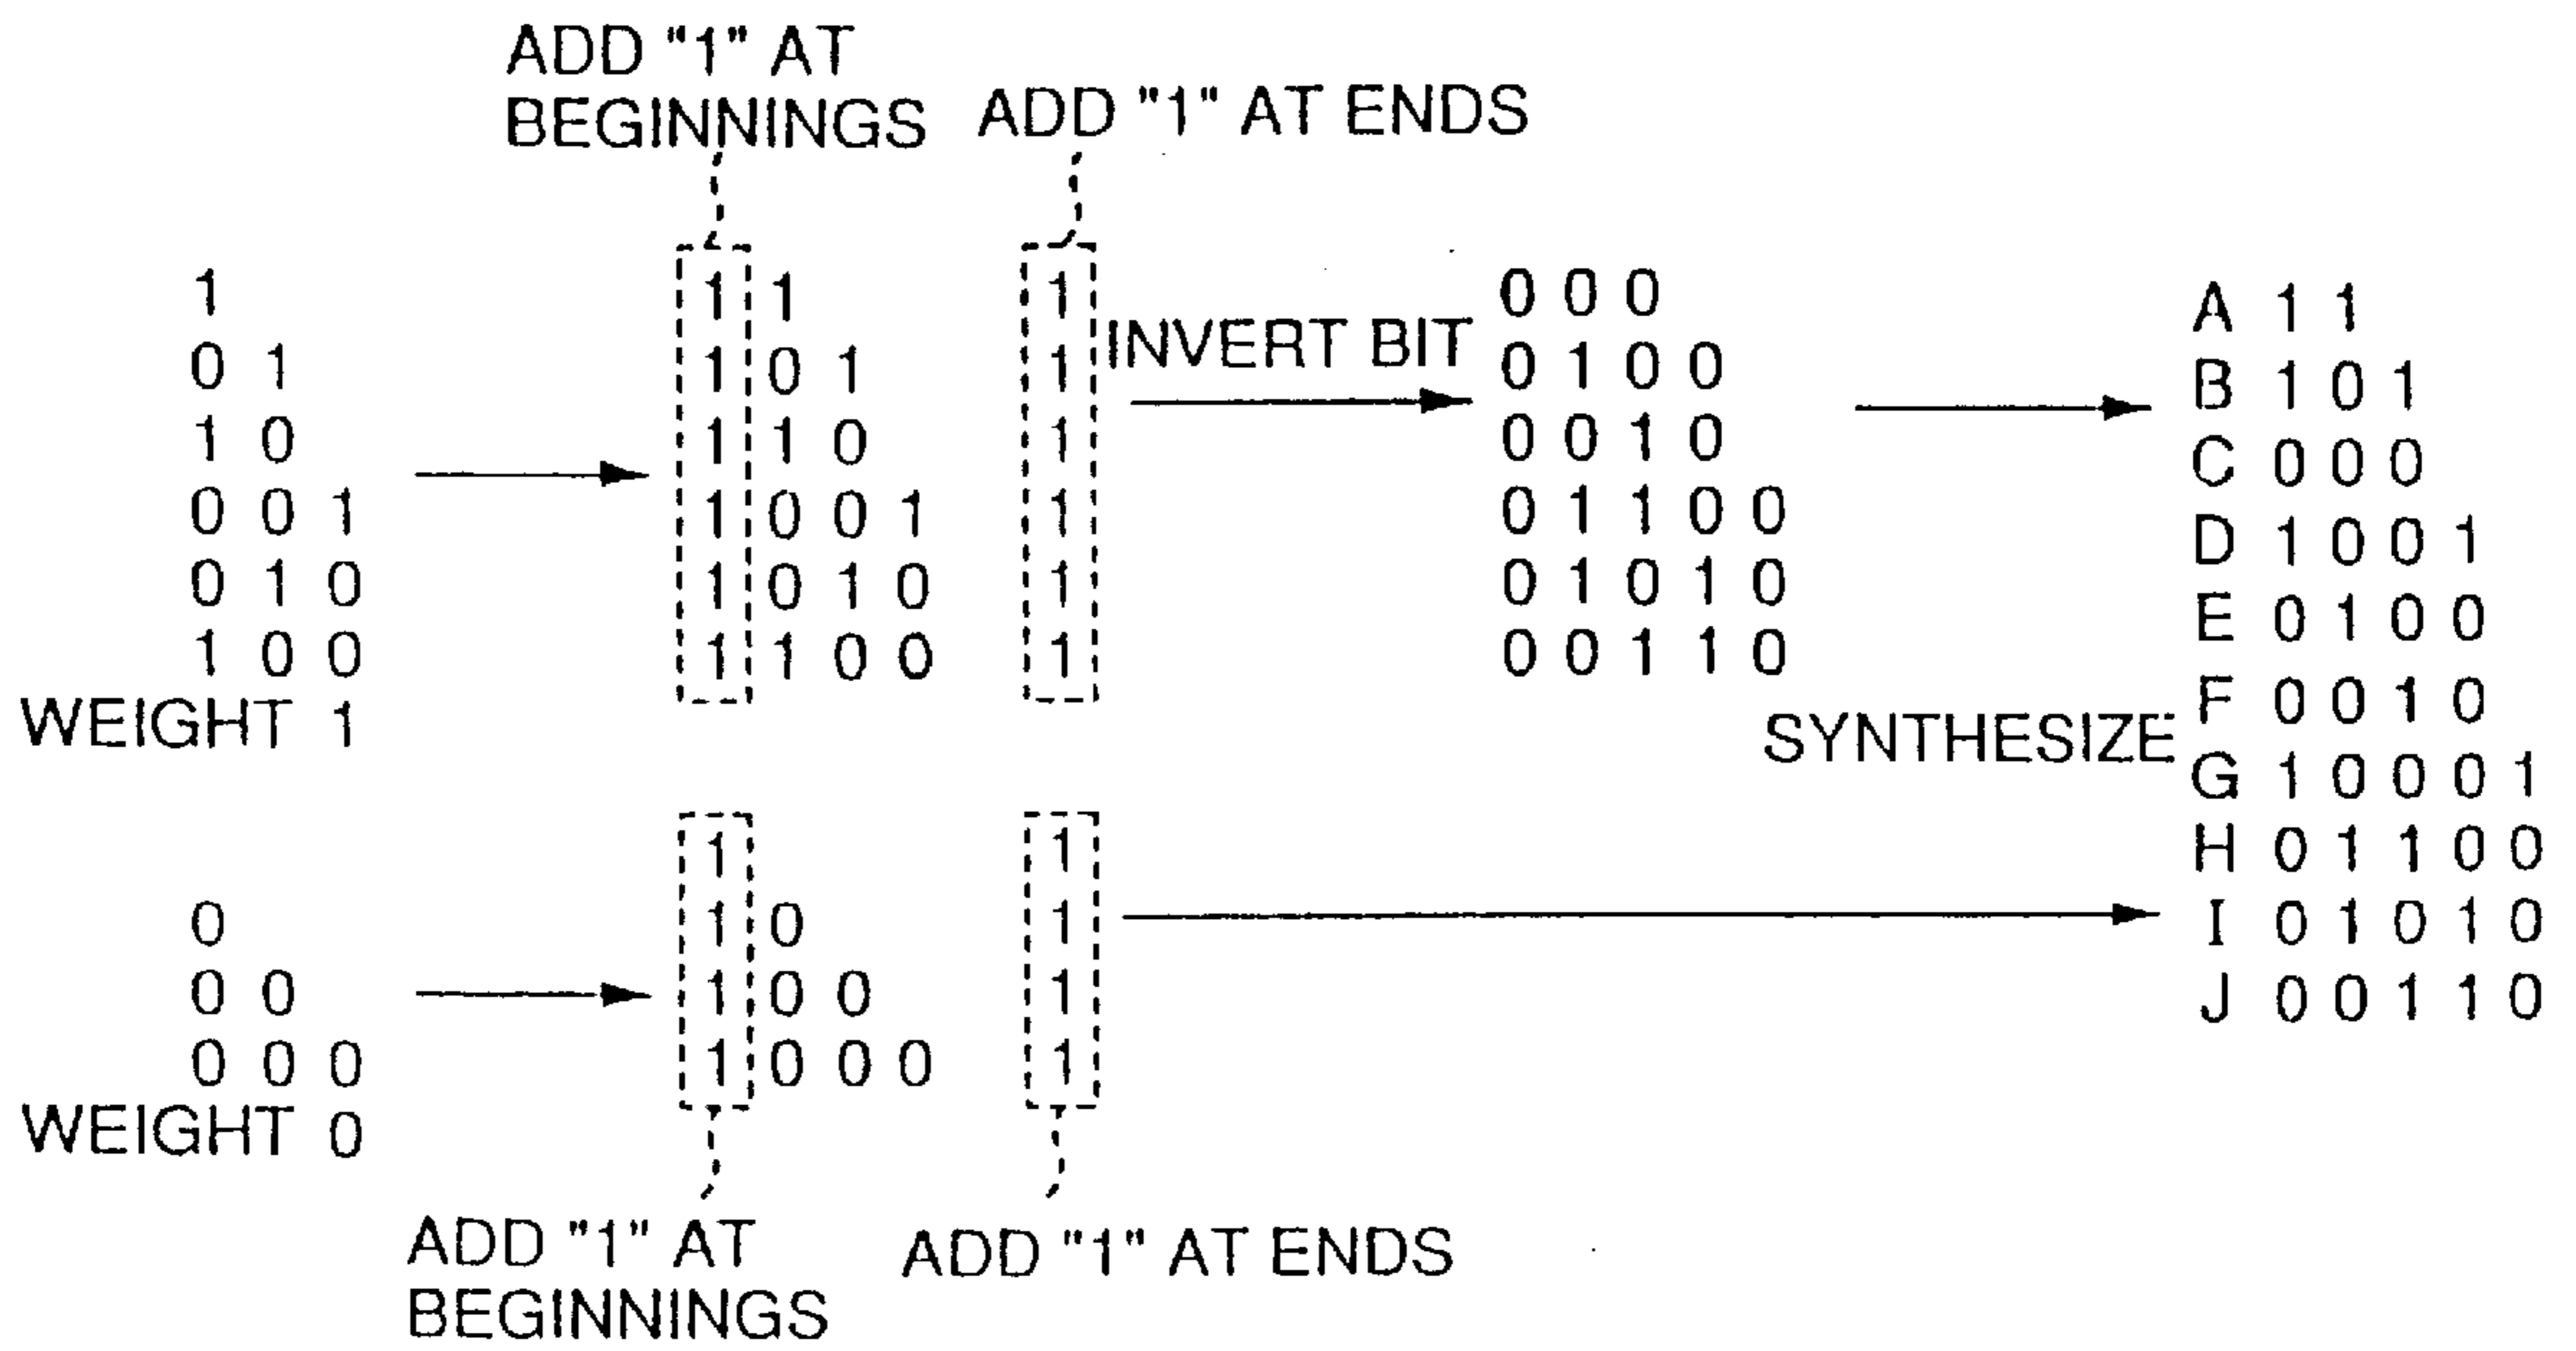 ADD "1" AT
BEGINNINGS
ADD "1" AT ENDS
1
0 1
1 0
0 0 1
0 1 0
1 0 0
WEIGHT 1
1 1 1
1 0 1 1
1 1 0 1
1 0 0 1 1
1 0 1 0 1
1 1 0 0 1
INVERT BIT
0 0 0
0 1 0 0
0 0 1 0
0 1 1 0 0
0 1 0 1 0
0 0 1 1 0
0
0 0
0 0 0
WEIGHT 0
1 1
1 0 1
1 0 0 1
1 0 0 0 1
ADD "1" AT
BEGINNINGS
ADD "1" AT ENDS
SYNTHESIZE
A 1 1
B 1 0 1
C 0 0 0
D 1 0 0 1
E 0 1 0 0
F 0 0 1 0
G 1 0 0 0 1
H 0 1 1 0 0
I 0 1 0 1 0
J 0 0 1 1 0